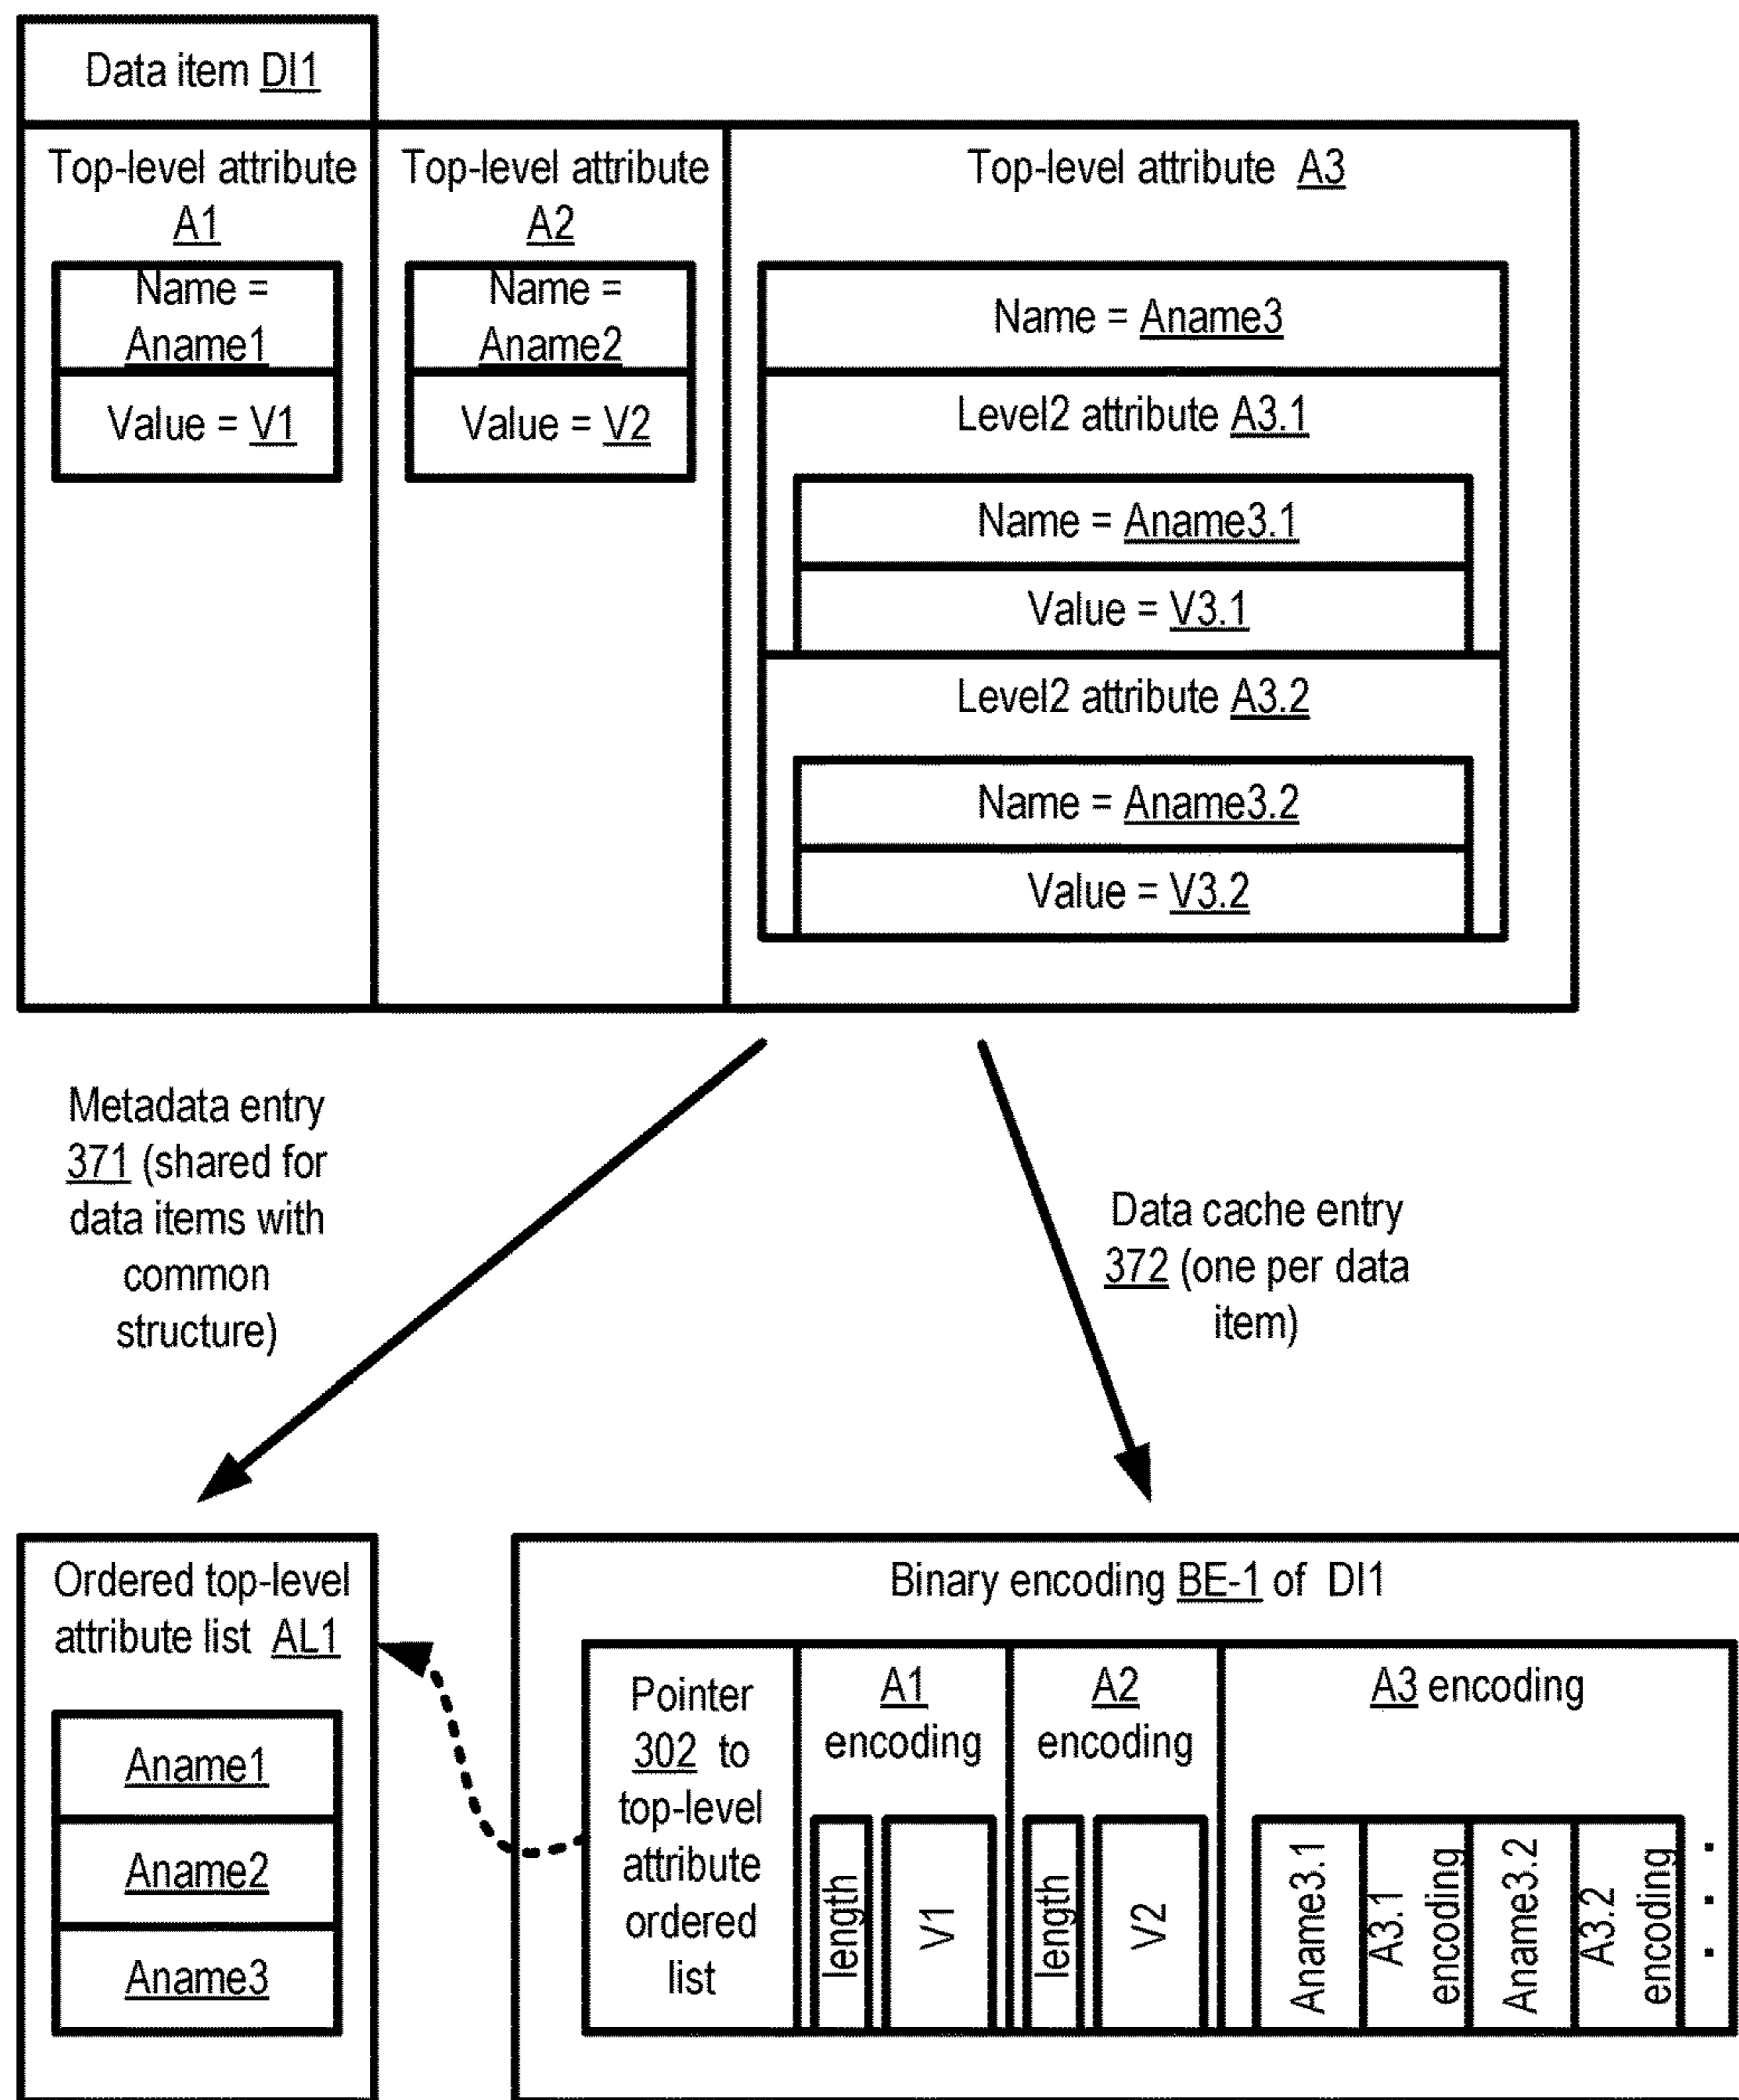 Data item DI1
Top-level attribute
A1
Name =
Aname1
Value = V1
Top-level attribute
A2
Name =
Aname2
Value = V2
Top-level attribute A3
Name = Aname3
Level2 attribute A3.1
Name = Aname3.1
Value = V3.1
Level2 attribute A3.2
Name = Aname3.2
Value = V3.2
Metadata entry
371 (shared for
data items with
common
structure)
Data cache entry
372 (one per data
item)
Ordered top-level
attribute list AL1
Aname1
Aname2
Aname3
Binary encoding BE-1 of DI1
Pointer
302 to
top-level
attribute
ordered
list
A1
encoding
length
V1
A2
encoding
length
V2
A3 encoding
Aname3.1
A3.1
encoding
Aname3.2
A3.2
encoding
. . .